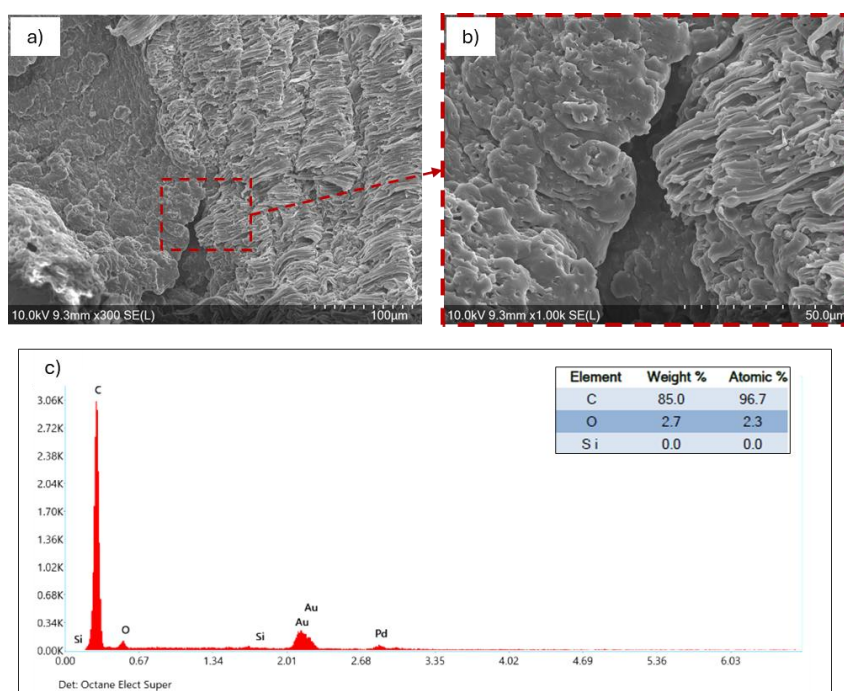 a)
10.0kV 9.3mm x300 SE(L)
100µm
b)
10.0kV 9.3mm x1.00k SE(L)
50.0µm
c)
Element Weight % Atomic %
C 85.0 96.7
O 2.7 2.3
S i 0.0 0.0
3.06K
2.72K
2.38K
2.04K
1.70K
1.36K
1.02K
0.68K
0.34K
0.00K
C
Si
O
Si
Au
Au
Pd
0.00 0.67 1.34 2.01 2.68 3.35 4.02 4.69 5.36 6.03
Det: Octane Elect Super